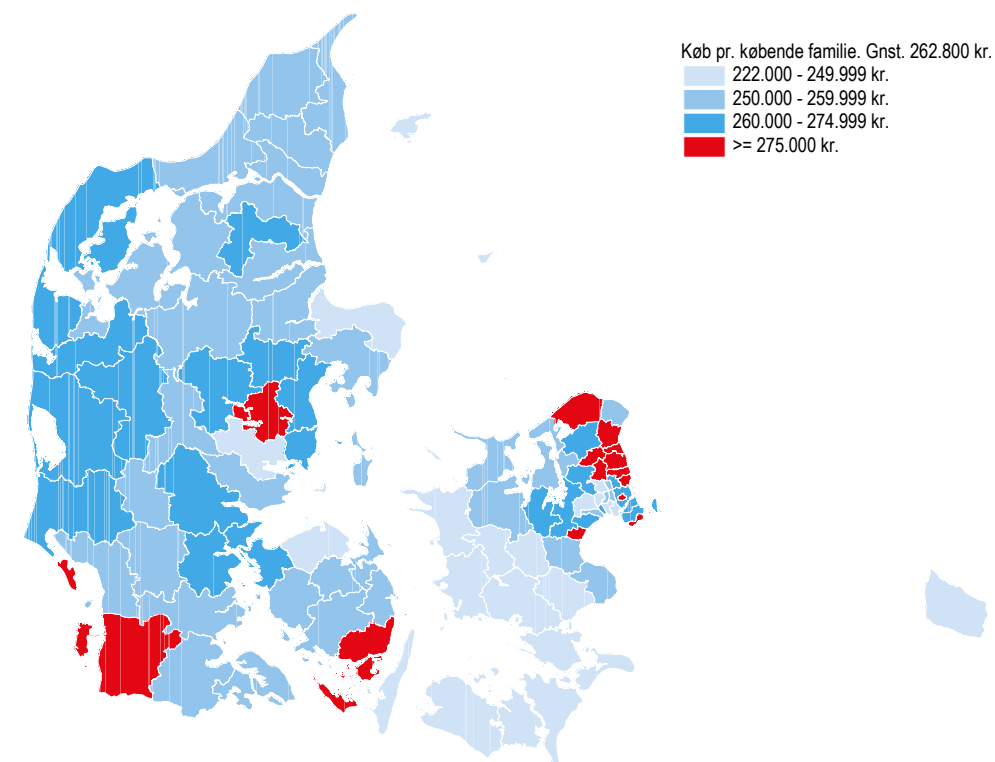 Køb pr. købende familie. Gnst. 262.800 kr.
222.000 - 249.999 kr.
250.000 - 259.999 kr.
260.000 - 274.999 kr.
>= 275.000 kr.